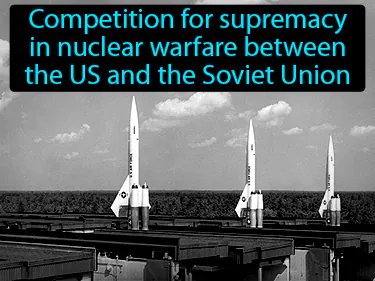 Competition for supremacy
in nuclear warfare between
the US and the Soviet Union